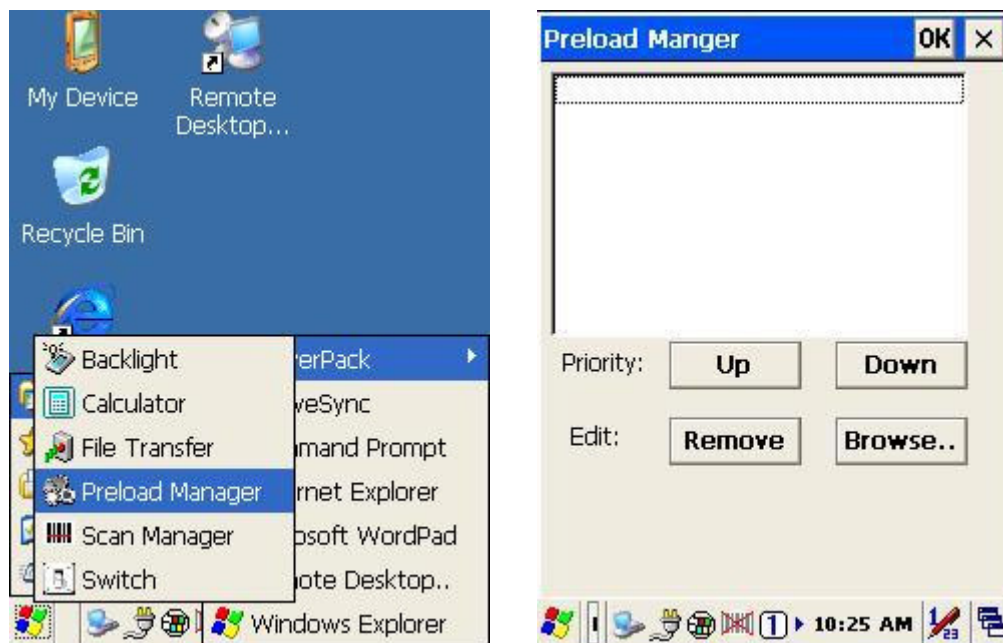 My Device
Remote Desktop...
Recycle Bin
Backlight
Calculator
File Transfer
Preload Manager
Scan Manager
Switch
erPack
veSync
mand Prompt
rnet Explorer
osoft WordPad
ote Desktop..
Windows Explorer
Preload Manger
OK
×
Priority:
Up
Down
Edit:
Remove
Browse..
1
10:25 AM